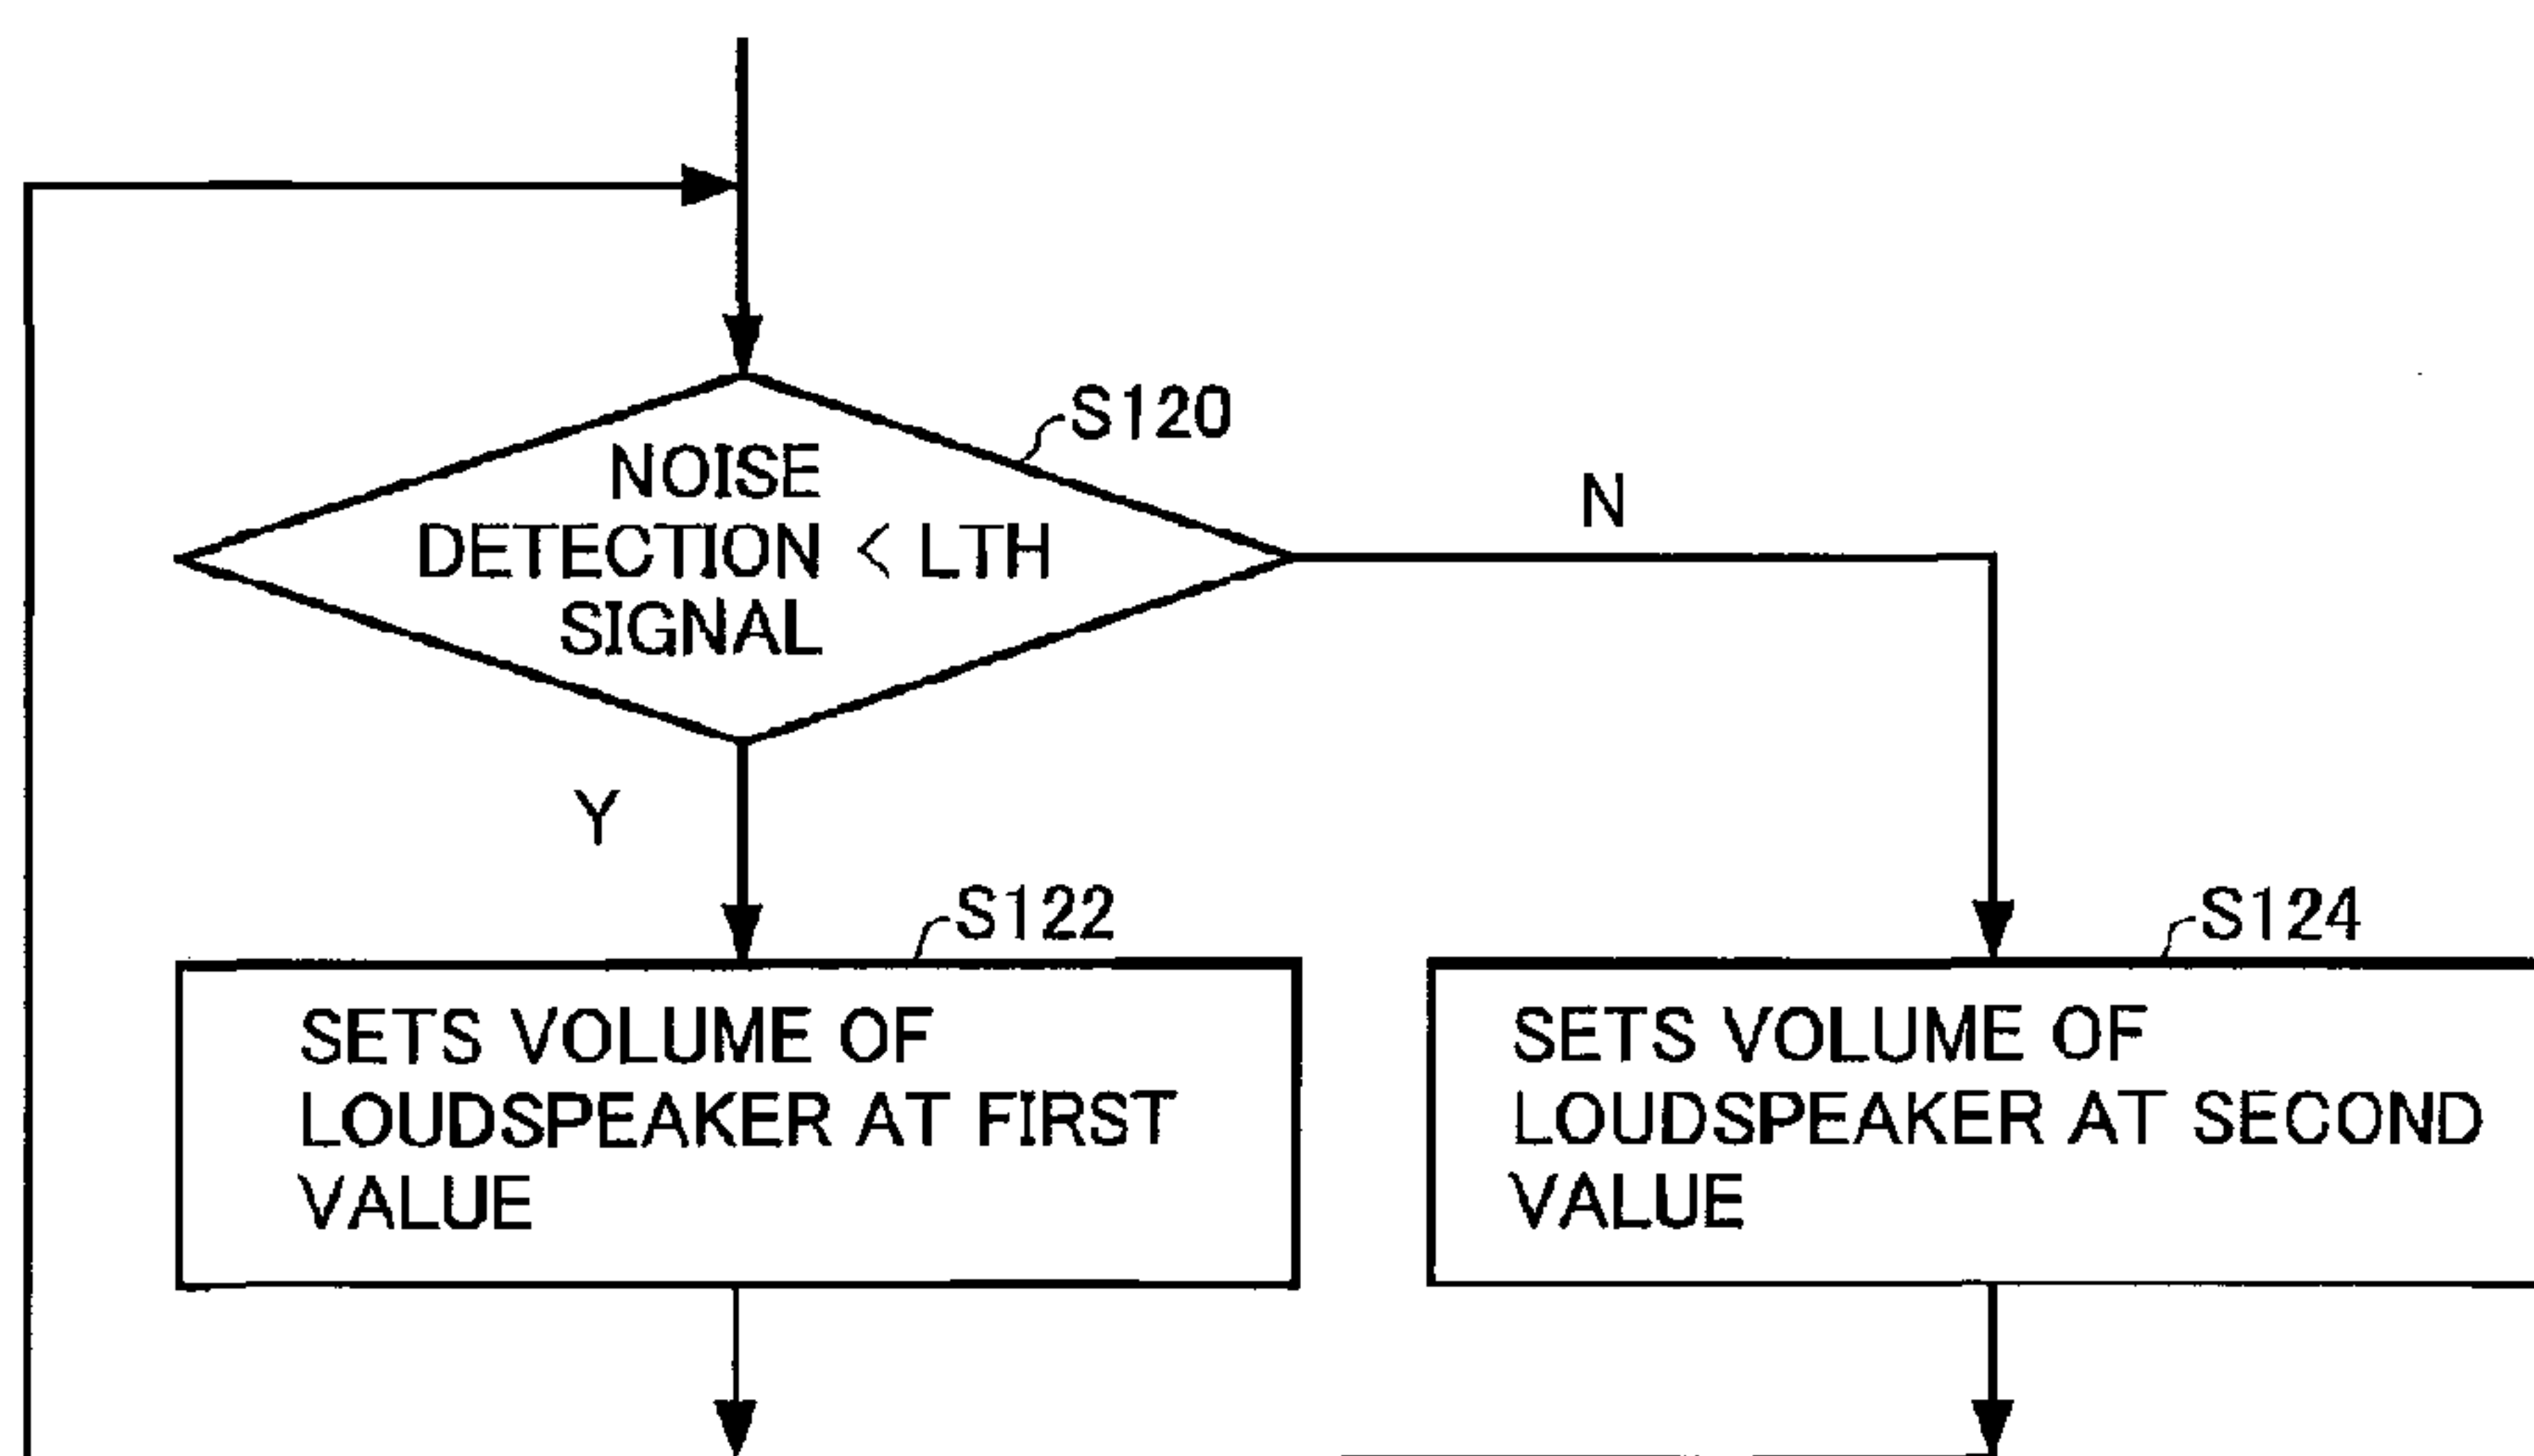 S120
NOISE
DETECTION < LTH
SIGNAL
N
Y
S122
SETS VOLUME OF
LOUDSPEAKER AT FIRST
VALUE
S124
SETS VOLUME OF
LOUDSPEAKER AT SECOND
VALUE